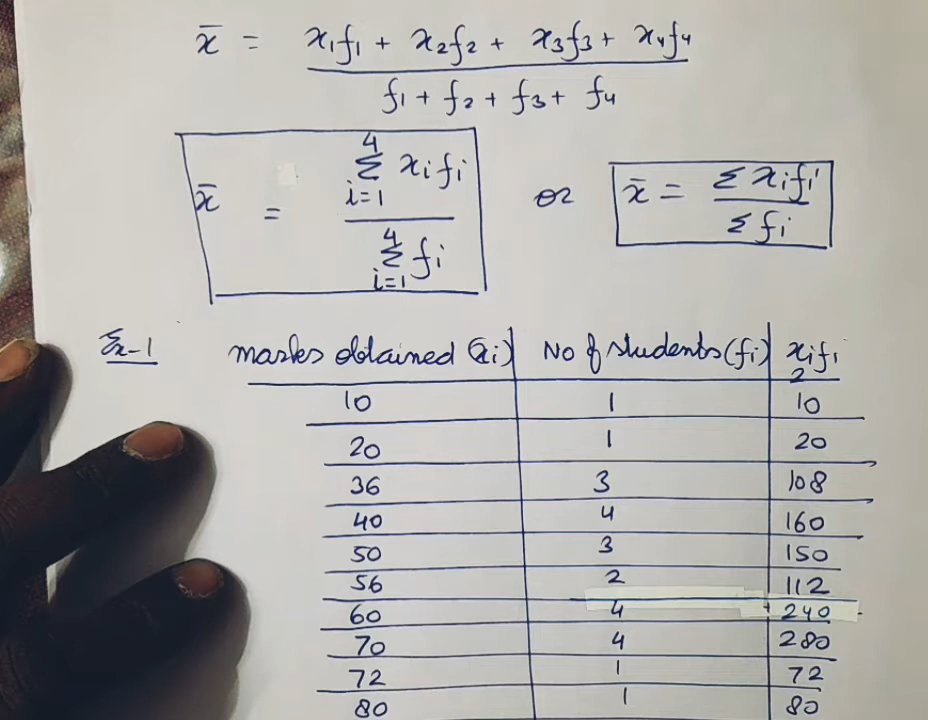 x̄ = x₁f₁ + x₂f₂ + x₃f₃ + x₄f₄
f₁ + f₂ + f₃ + f₄
x̄ = 4 Σ i=1 xᵢfᵢ / 4 Σ i=1 fᵢ or x̄ = Σxᵢfᵢ / Σfᵢ
Ex-1 marks obtained (xi) No of students (fi) xifi
2
10 1 10
20 1 20
36 3 108
40 4 160
50 3 150
56 2 112
60 4 240
70 4 280
72 1 72
80 1 80